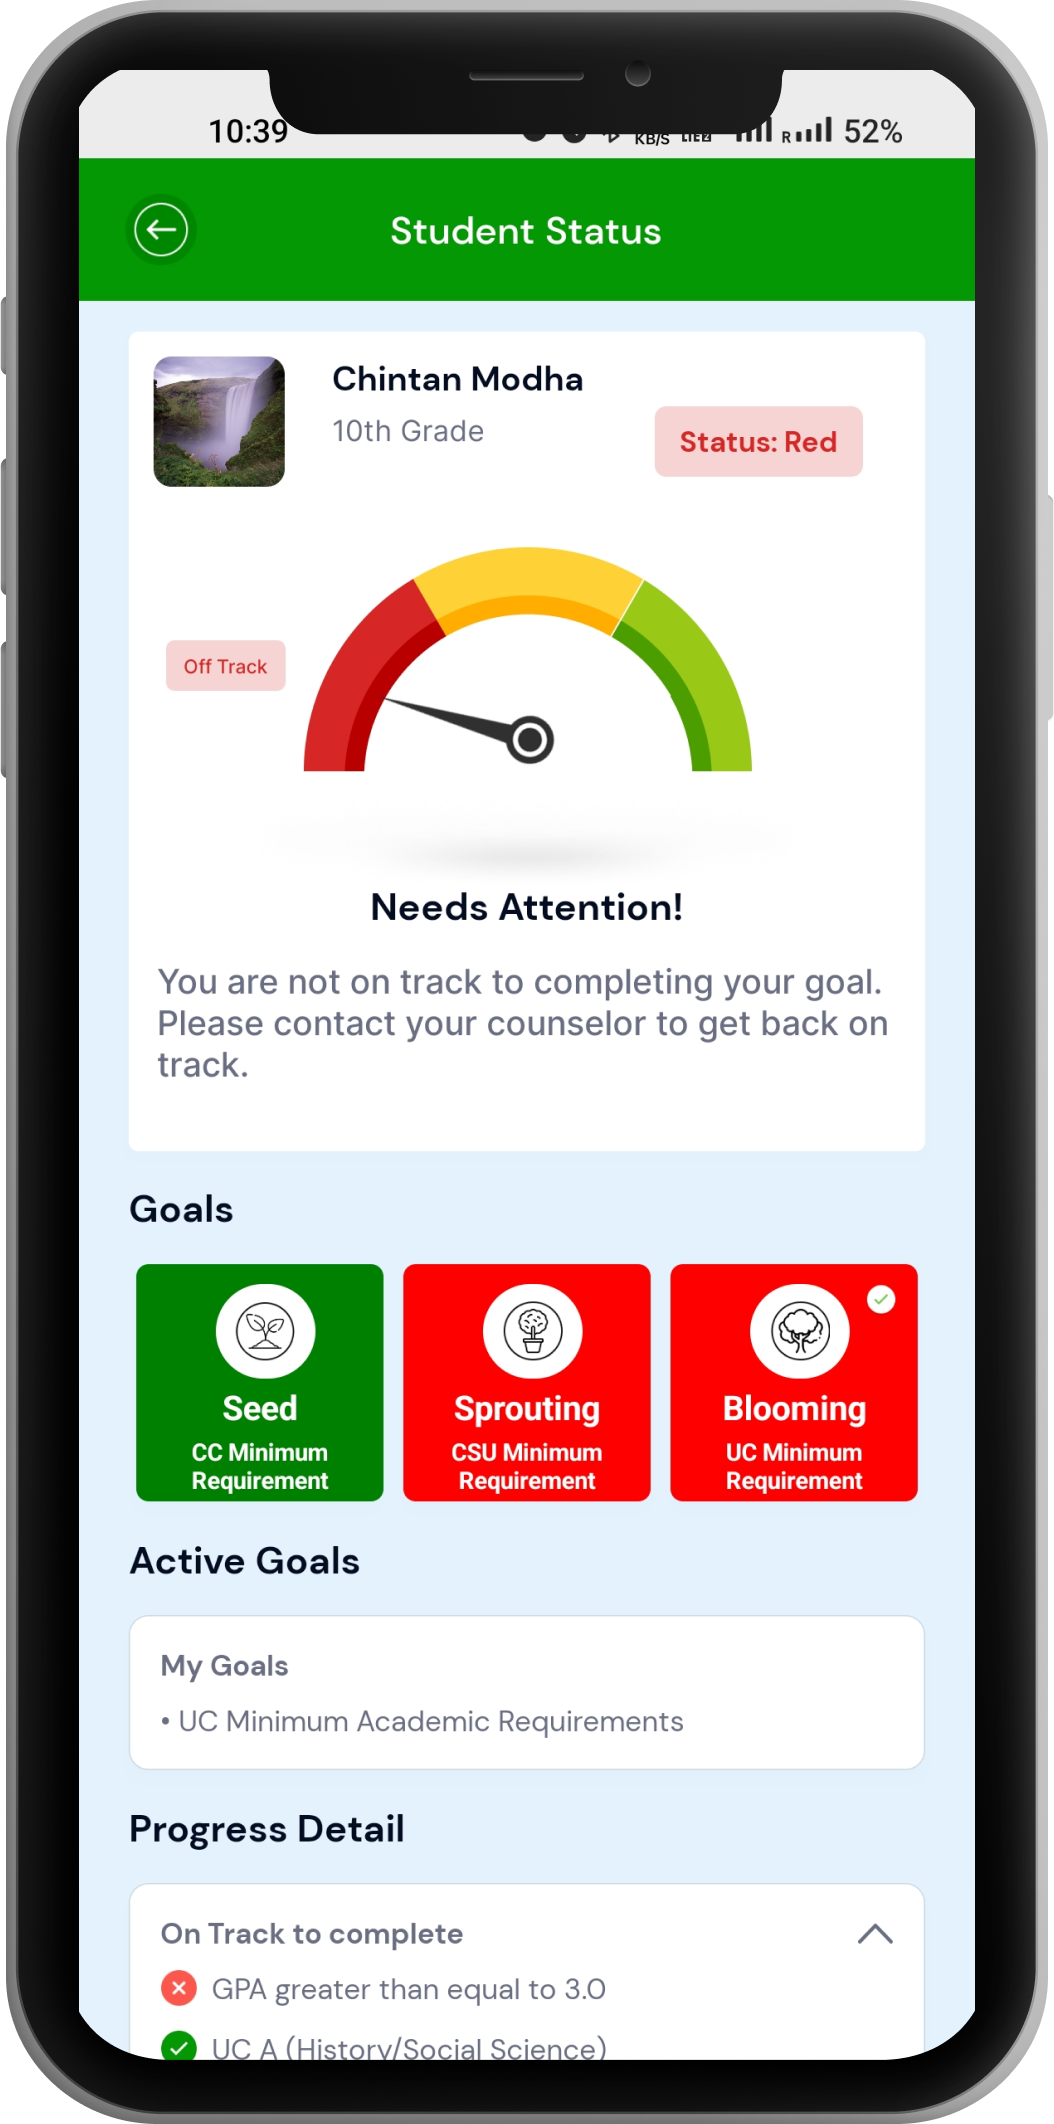 10:39
KB/S
R
52%
Student Status
Chintan Modha
10th Grade
Status: Red
Off Track
Needs Attention!
You are not on track to completing your goal.
Please contact your counselor to get back on
track.
Goals
Seed
CC Minimum
Requirement
Sprouting
CSU Minimum
Requirement
Blooming
UC Minimum
Requirement
Active Goals
My Goals
• UC Minimum Academic Requirements
Progress Detail
On Track to complete
GPA greater than equal to 3.0
UC A (History/Social Science)